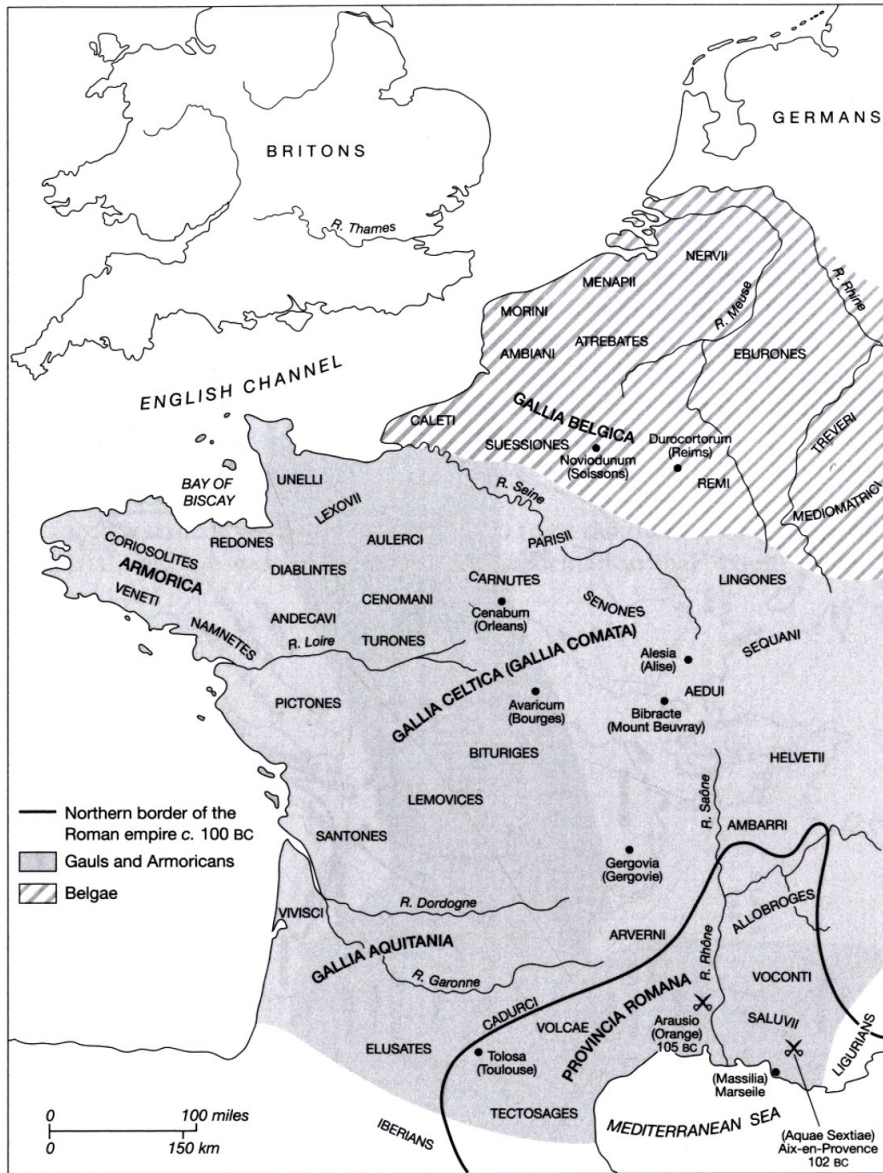 GERMANS
BRITONS
R. Thames
NERVII
MENAPII
R. Meuse
R. Rhine
MORINI
ATREBATES
AMBIANI
EBURONES
ENGLISH CHANNEL
GALLIA BELGICA
CALETI
TREVERI
SUESSIONES
Durocortorum
(Reims)
Noviodunum
(Soissons)
REMI
UNELLI
BAY OF
BISCAY
R. Seine
MEDIOMATRICI
LEXOVII
REDONES
AULERCI
PARISII
CORIOSOLITES
ARMORICA
DIABLINTES
CARNUTES
LINGONES
VENETI
CENOMANI
Cenabum
(Orleans)
SENONES
ANDECAVI
NAMNETES
R. Loire
TURONES
SEQUANI
Alesia
(Alise)
GALLIA CELTICA (GALLIA COMATA)
AEDUI
PICTONES
Avaricum
(Bourges)
Bibracte
(Mount Beuvray)
BITURIGES
HELVETII
LEMOVICES
R. Saône
Northern border of the
Roman empire c. 100 BC
AMBARRI
SANTONES
Gauls and Armoricans
Gergovia
(Gergovie)
Belgae
R. Dordogne
VIVISCI
ALLOBROGES
ARVERNI
GALLIA AQUITANIA
R. Rhône
R. Garonne
VOCONTI
CADURCI
PROVINCIA ROMANA
VOLCAE
Arausio
(Orange)
105 BC
SALUVII
ELUSATES
Tolosa
(Toulouse)
LIGURIANS
(Massilia)
Marseile
0 100 miles
0 150 km
TECTOSAGES
IBERIANS
MEDITERRANEAN SEA
(Aquae Sextiae)
Aix-en-Provence
102 BC